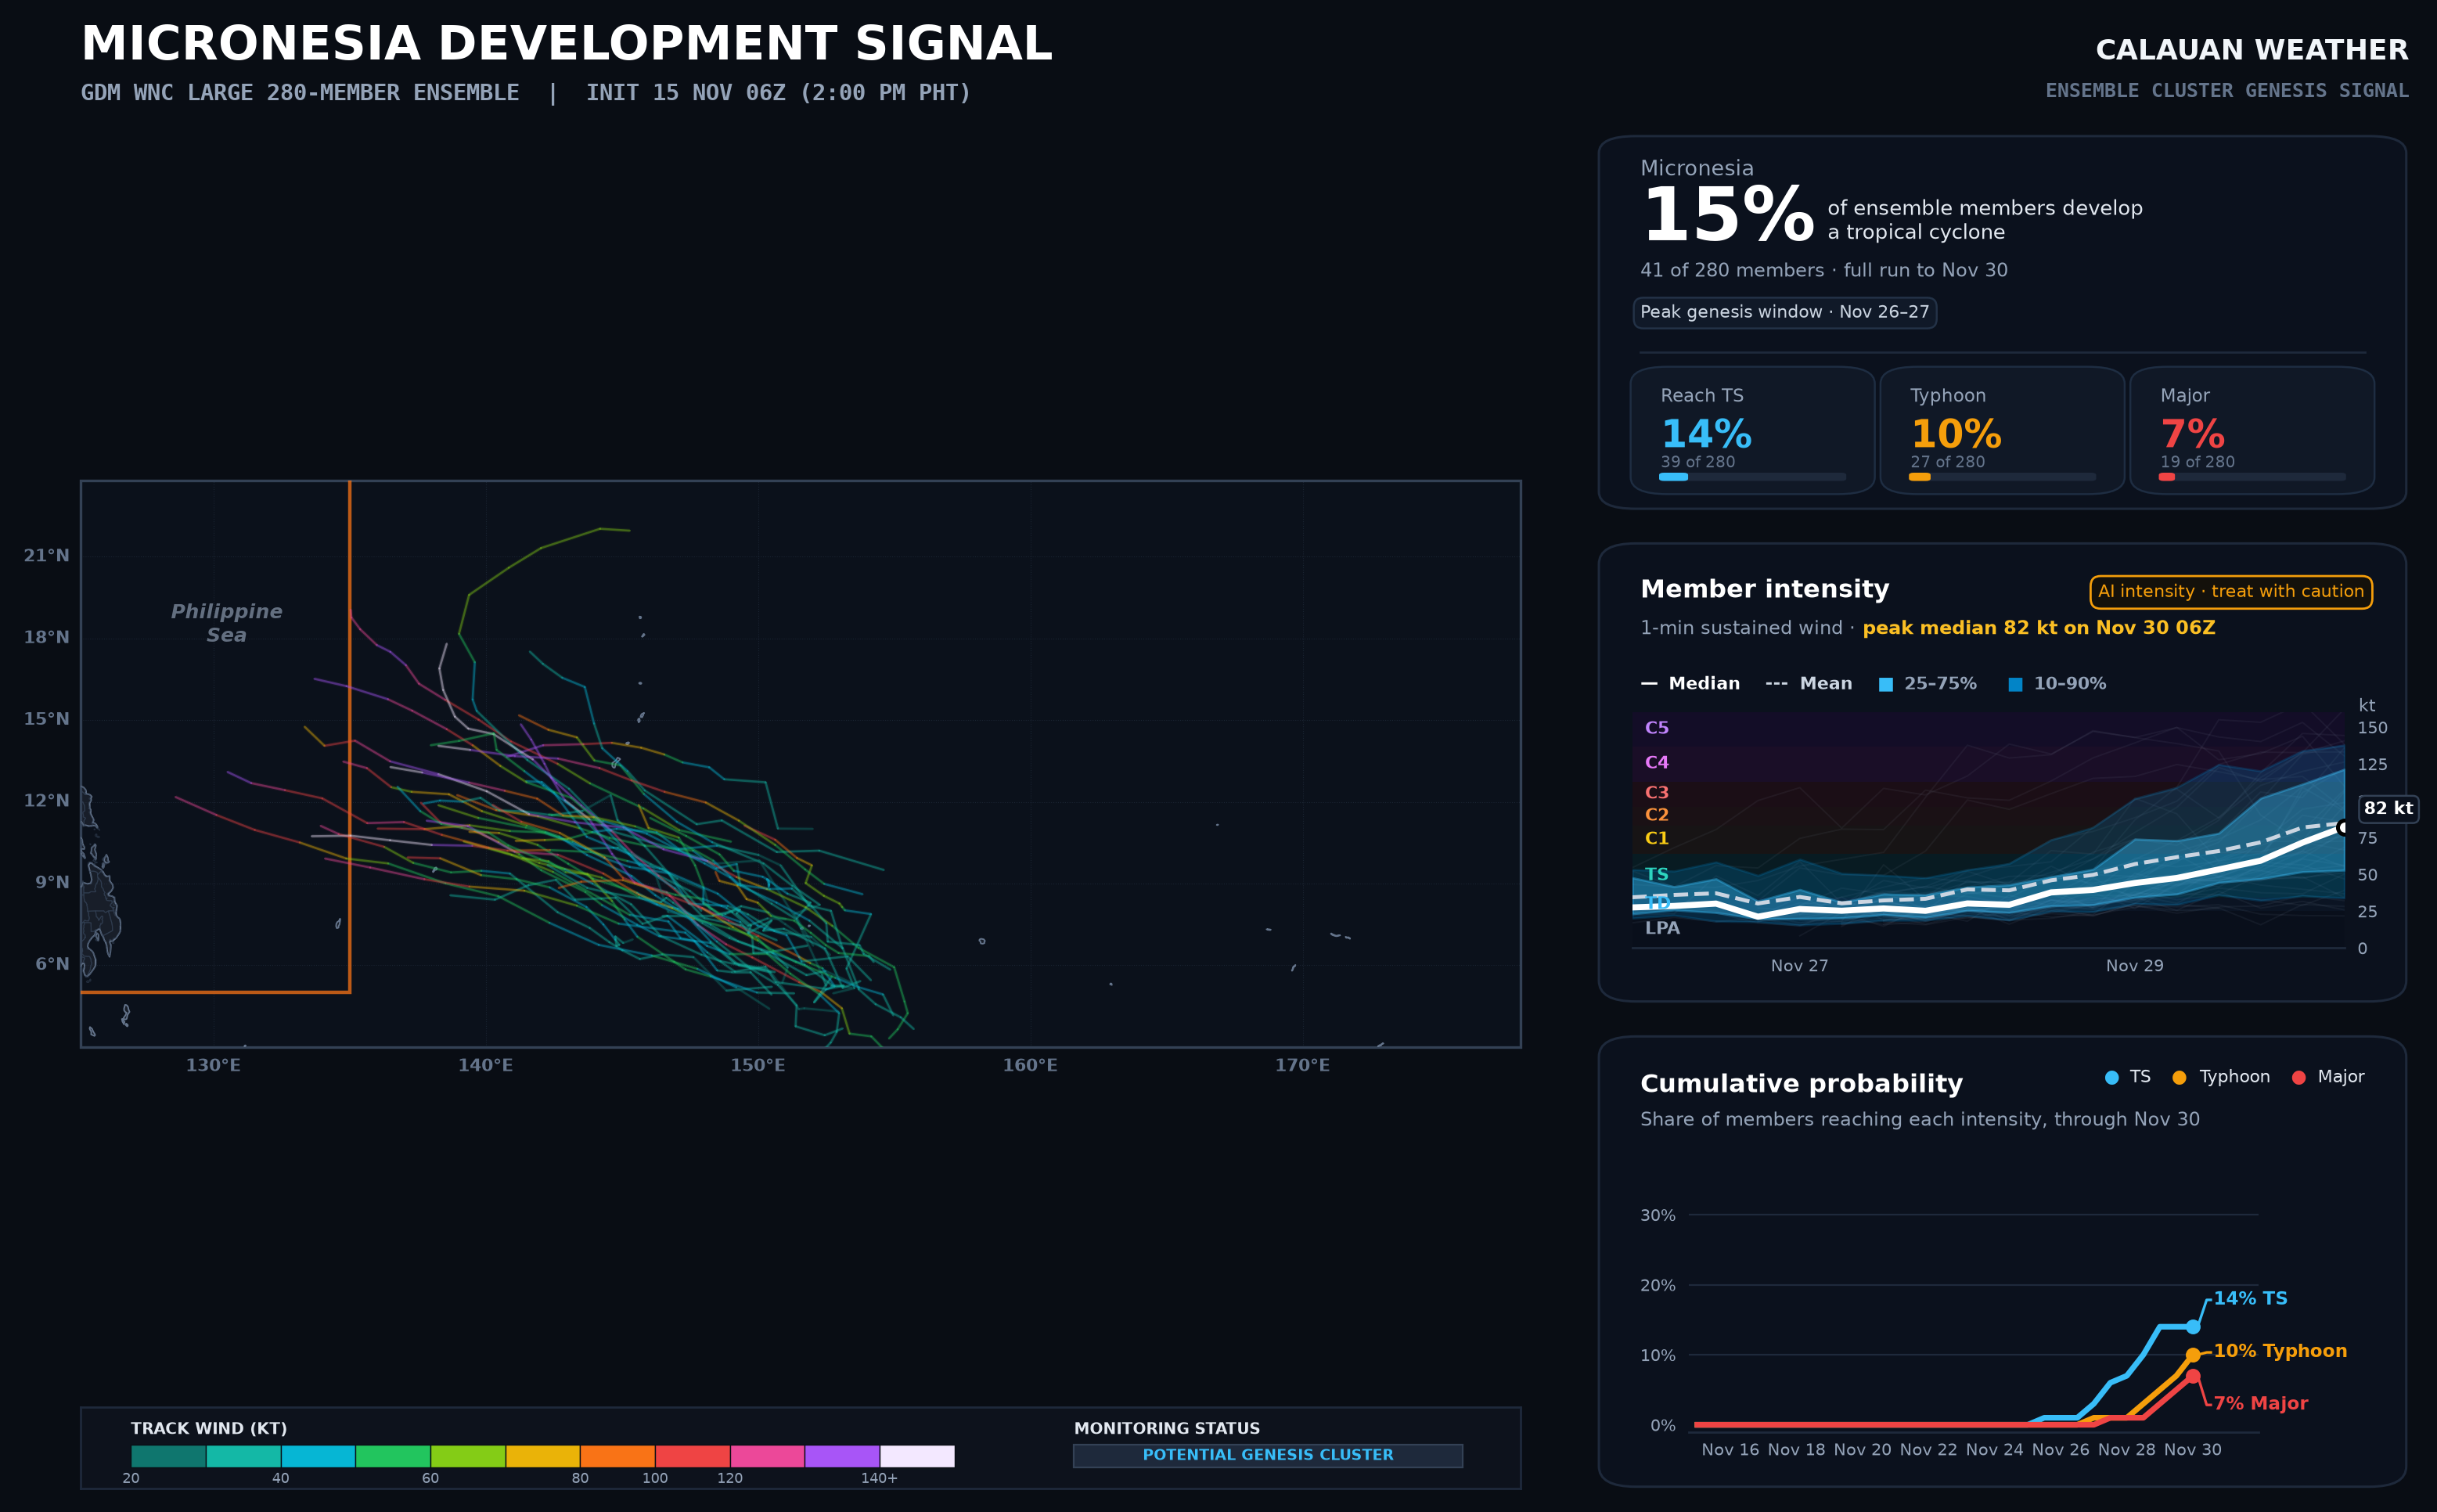 MICRONESIA DEVELOPMENT SIGNAL
GDM WNC LARGE 280-MEMBER ENSEMBLE | INIT 15 NOV 06Z (2:00 PM PHT)
CALAUAN WEATHER
ENSEMBLE CLUSTER GENESIS SIGNAL
21°N
18°N
15°N
12°N
9°N
6°N
Philippine
Sea
130°E
140°E
150°E
160°E
170°E
TRACK WIND (KT)
20
40
60
80
100
120
140+
MONITORING STATUS
POTENTIAL GENESIS CLUSTER
Micronesia
15%
of ensemble members develop
a tropical cyclone
41 of 280 members · full run to Nov 30
Peak genesis window · Nov 26–27
Reach TS
14%
39 of 280
Typhoon
10%
27 of 280
Major
7%
19 of 280
Member intensity
AI intensity · treat with caution
1-min sustained wind · peak median 82 kt on Nov 30 06Z
Median
Mean
25–75%
10–90%
kt
C5
C4
C3
C2
C1
TS
TD
LPA
150
125
82 kt
75
50
25
0
Nov 27
Nov 29
Cumulative probability
TS
Typhoon
Major
Share of members reaching each intensity, through Nov 30
30%
20%
10%
0%
14% TS
10% Typhoon
7% Major
Nov 16
Nov 18
Nov 20
Nov 22
Nov 24
Nov 26
Nov 28
Nov 30